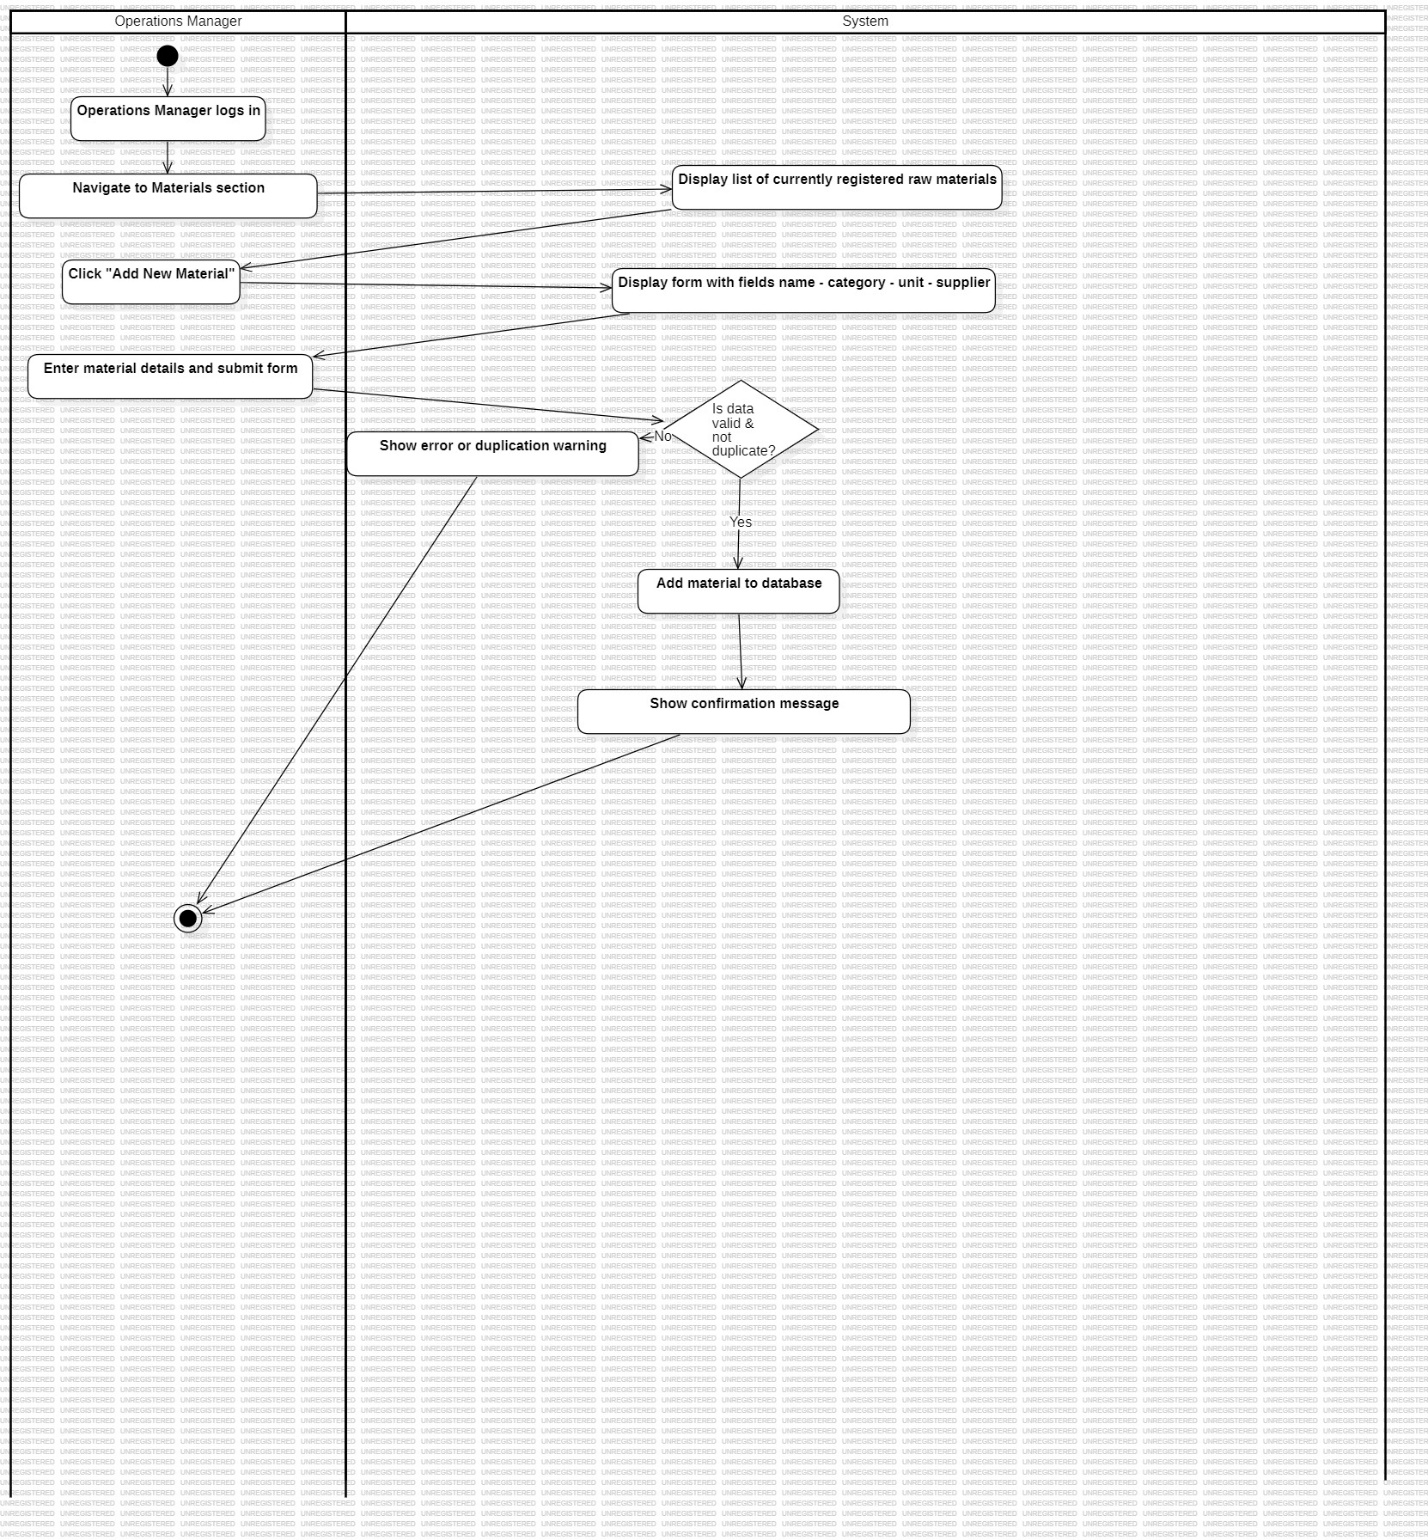 Operations Manager
System
Operations Manager logs in
Navigate to Materials section
Display list of currently registered raw materials
Click "Add New Material"
Display form with fields name - category - unit - supplier
Enter material details and submit form
Is data
valid &
not
duplicate?
No
Show error or duplication warning
Yes
Add material to database
Show confirmation message
UNREGISTERED